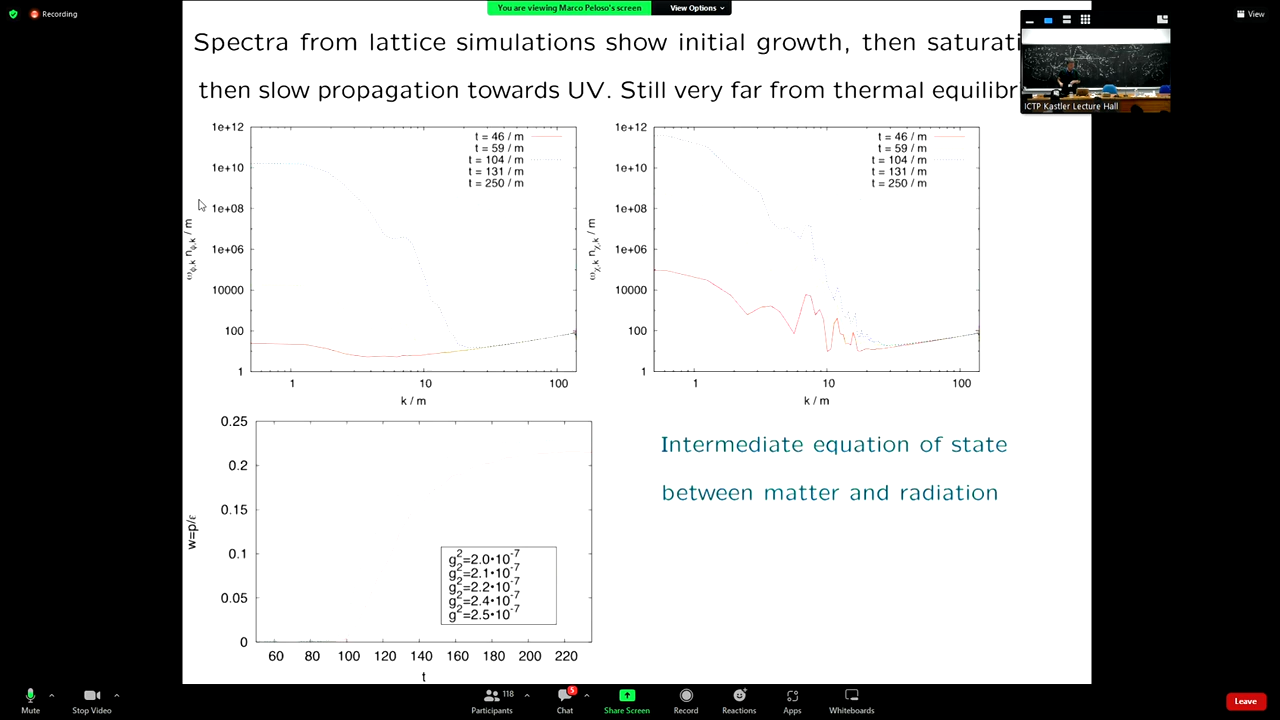 Recording
You are viewing Marco Peloso's screen
View Options
View
Spectra from lattice simulations show initial growth, then saturati
then slow propagation towards UV. Still very far from thermal equilibr
ICTP Kastler Lecture Hall
1e+12
1e+10
1e+08
1e+06
10000
100
1
ωφ,k nφ,k / m
t = 46 / m
t = 59 / m
t = 104 / m
t = 131 / m
t = 250 / m
1 10 100
k / m
1e+12
1e+10
1e+08
1e+06
10000
100
1
ωχ,k nχ,k / m
t = 46 / m
t = 59 / m
t = 104 / m
t = 131 / m
t = 250 / m
1 10 100
k / m
0.25
0.2
0.15
0.1
0.05
0
w=p/ε
g²=2.0•10⁻⁷
g²=2.1•10⁻⁷
g²=2.2•10⁻⁷
g²=2.4•10⁻⁷
g²=2.5•10⁻⁷
60 80 100 120 140 160 180 200 220
t
Intermediate equation of state
between matter and radiation
Mute
Stop Video
118
Participants
5
Chat
Share Screen
Record
Reactions
Apps
Whiteboards
Leave